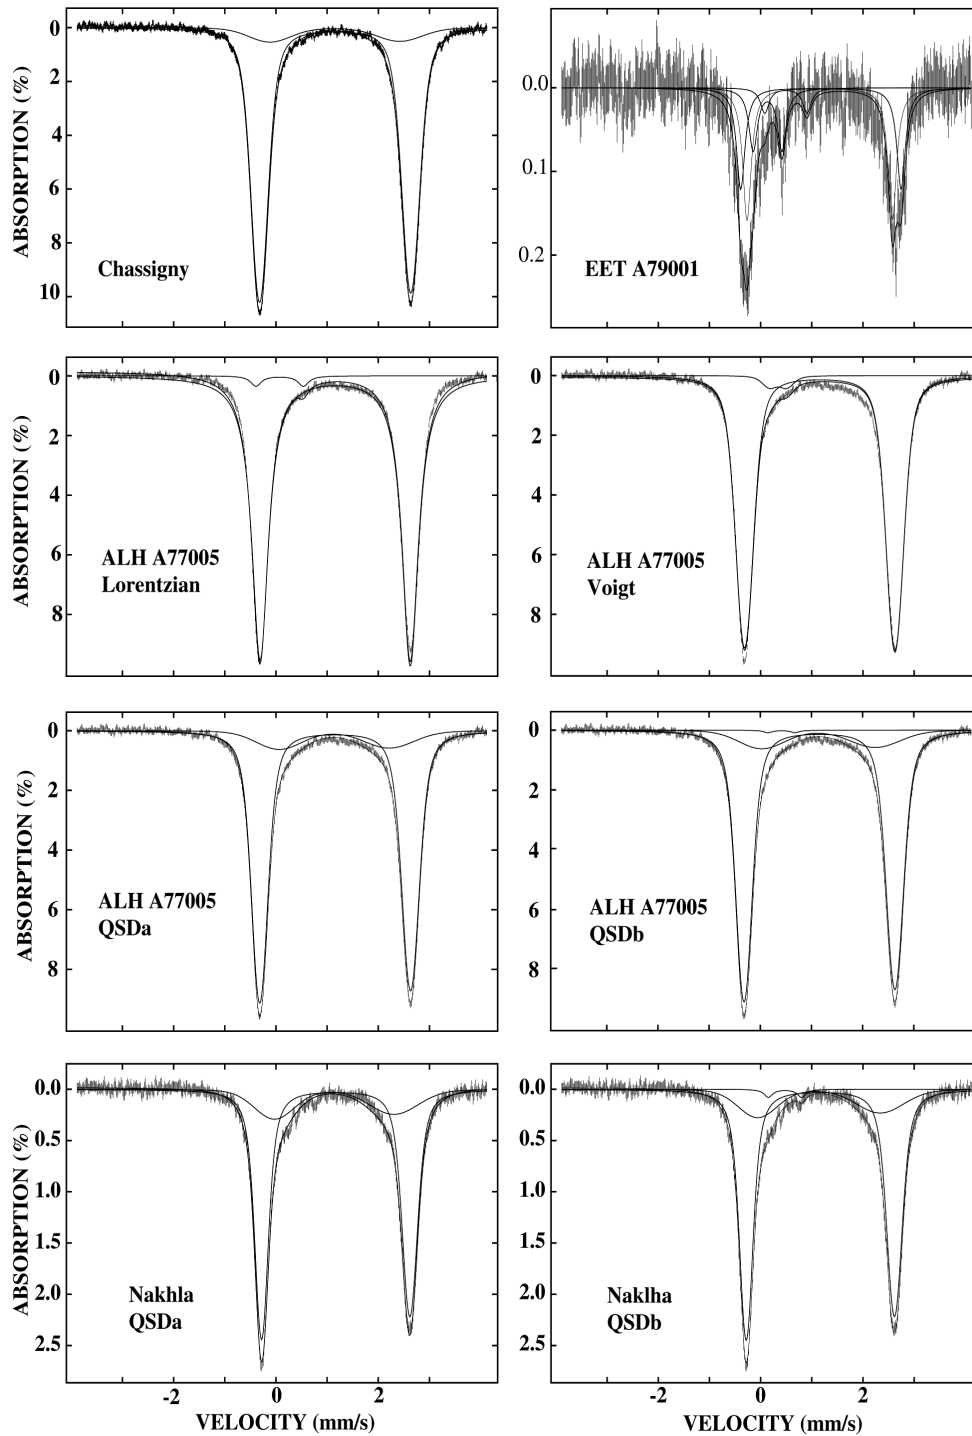 ABSORPTION (%)
0
2
4
6
8
10
Chassigny
0.0
0.1
0.2
EET A79001
ABSORPTION (%)
0
2
4
6
8
ALH A77005
Lorentzian
0
2
4
6
8
ALH A77005
Voigt
ABSORPTION (%)
0
2
4
6
8
ALH A77005
QSDa
0
2
4
6
8
ALH A77005
QSDb
ABSORPTION (%)
0.0
0.5
1.0
1.5
2.0
2.5
Nakhla
QSDa
-2 0 2
VELOCITY (mm/s)
0.0
0.5
1.0
1.5
2.0
2.5
Naklha
QSDb
-2 0 2
VELOCITY (mm/s)